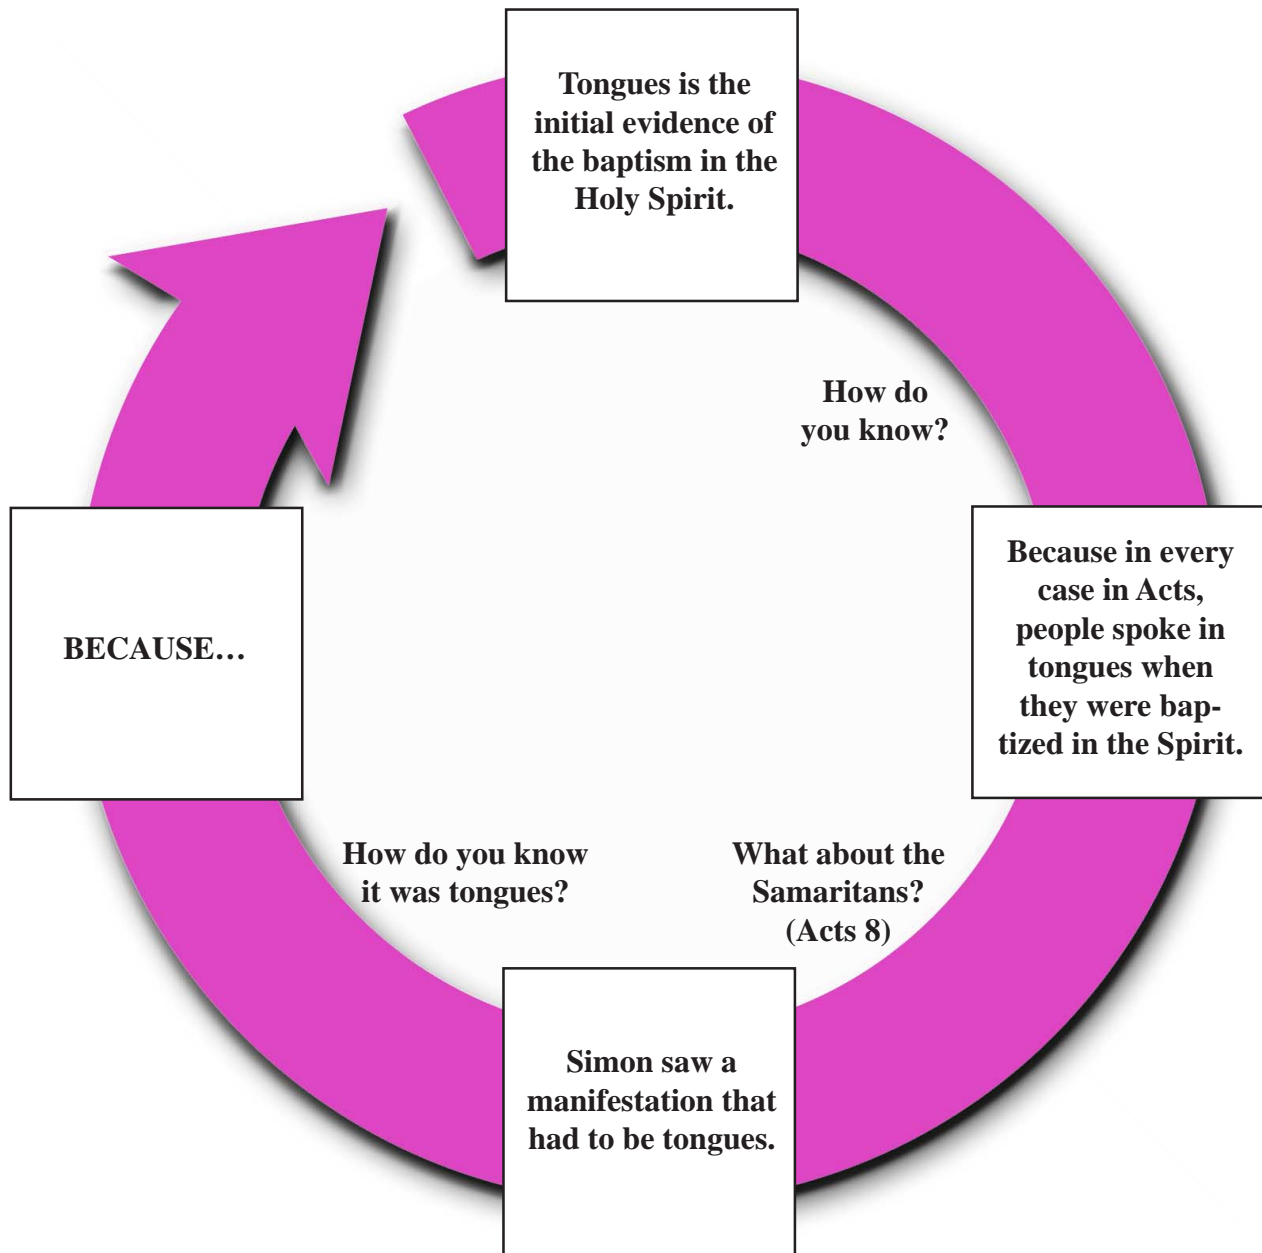 Tongues is the
initial evidence of
the baptism in the
Holy Spirit.
How do
you know?
Because in every
case in Acts,
people spoke in
tongues when
they were bap-
tized in the Spirit.
What about the
Samaritans?
(Acts 8)
Simon saw a
manifestation that
had to be tongues.
How do you know
it was tongues?
BECAUSE…